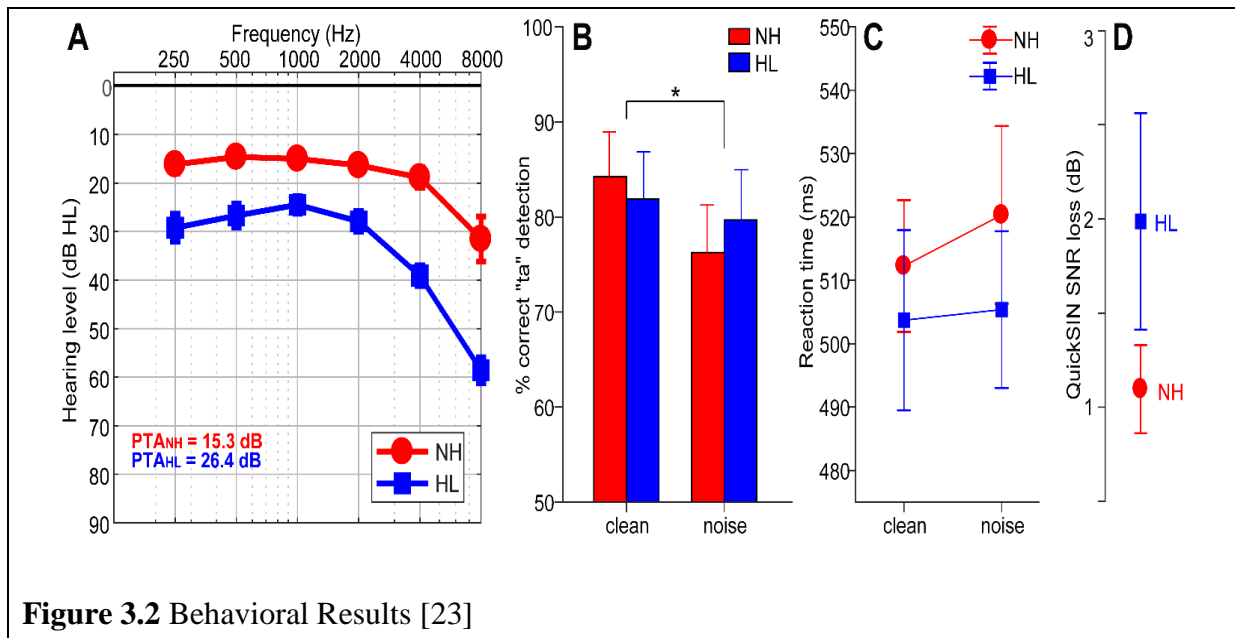 A
Frequency (Hz)
250 500 1000 2000 4000 8000
0
10
20
30
40
50
60
70
80
90
Hearing level (dB HL)
PTANH = 15.3 dB
PTAHL = 26.4 dB
NH
HL
B
NH
HL
*
100
90
80
70
60
50
% correct "ta" detection
clean noise
C
NH
HL
550
540
530
520
510
500
490
480
Reaction time (ms)
clean noise
D
3
2
1
QuickSIN SNR loss (dB)
HL
NH
Figure 3.2 Behavioral Results [23]